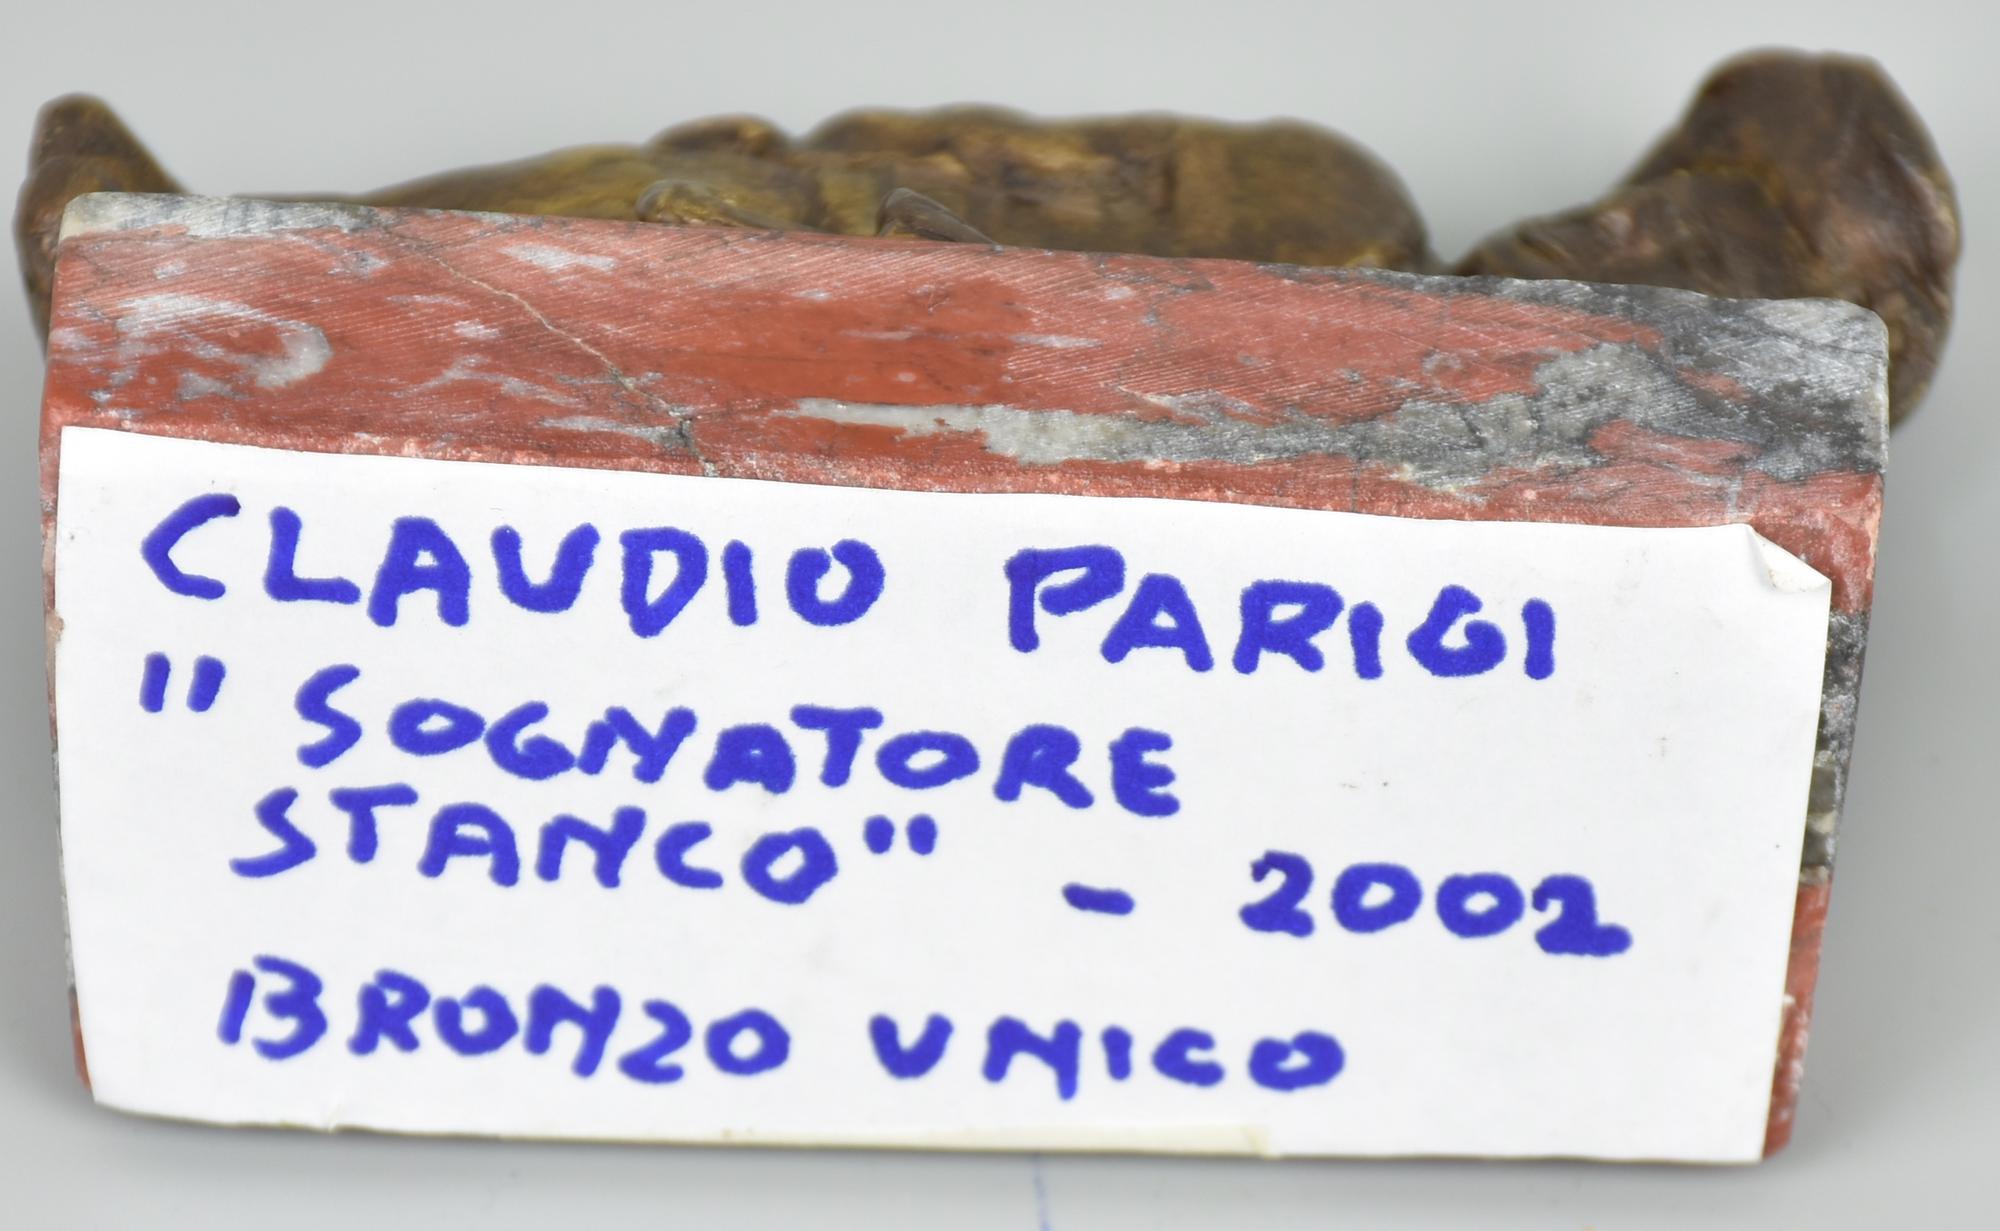 CLAUDIO PARIGI
"SOGNATORE
STANCO" - 2002
BRONZO UNICO